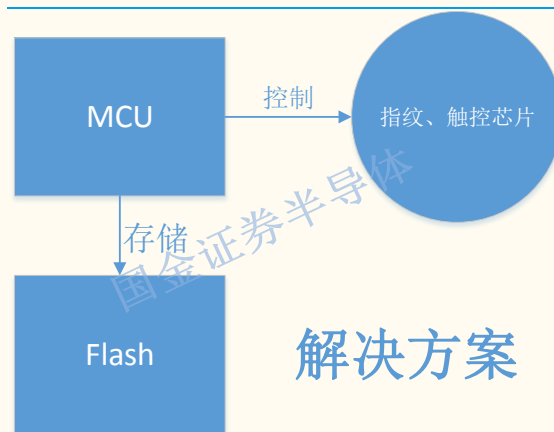 MCU
控制
指纹、触控芯片
存储
国金证券半导体
Flash
解决方案